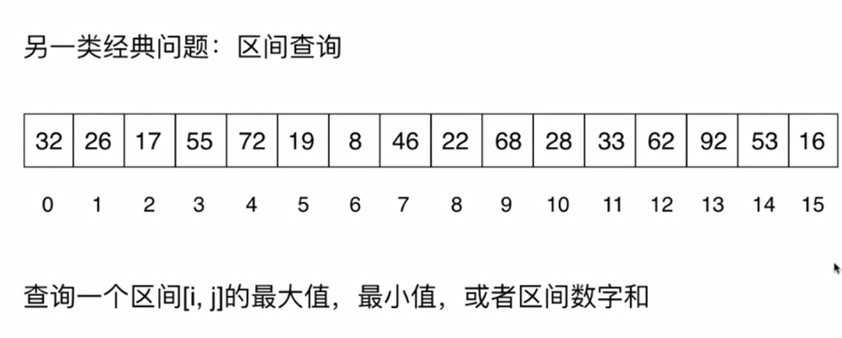 另一类经典问题：区间查询
32 26 17 55 72 19 8 46 22 68 28 33 62 92 53 16
0 1 2 3 4 5 6 7 8 9 10 11 12 13 14 15
查询一个区间[i, j]的最大值，最小值，或者区间数字和